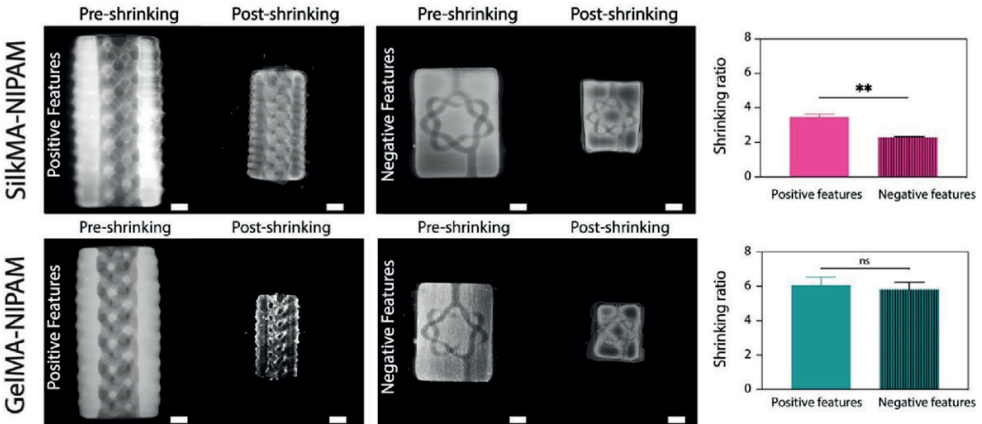 Pre-shrinking Post-shrinking Pre-shrinking Post-shrinking
SilkMA-NIPAM
Positive Features
Negative Features
Shrinking ratio
8
6
4
2
0
**
Positive features Negative features
Pre-shrinking Post-shrinking Pre-shrinking Post-shrinking
GelMA-NIPAM
Positive Features
Negative Features
Shrinking ratio
8
6
4
2
0
ns
Positive features Negative features